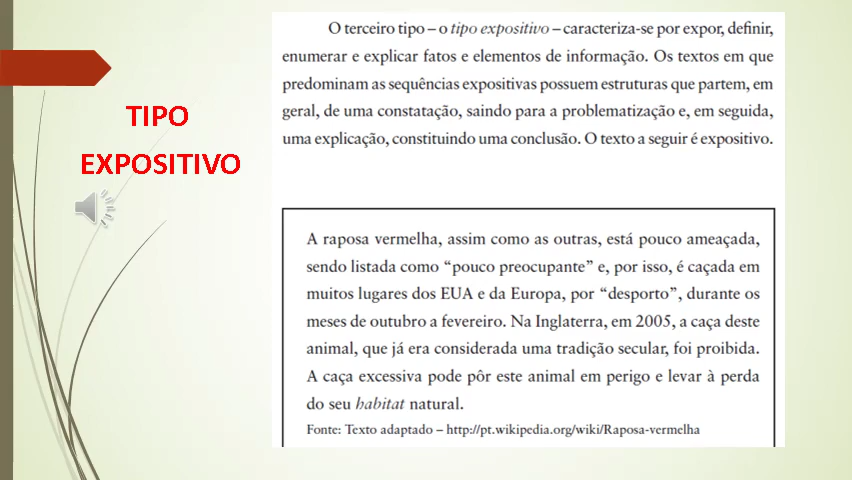 TIPO
EXPOSITIVO
O terceiro tipo – o tipo expositivo – caracteriza-se por expor, definir,
enumerar e explicar fatos e elementos de informação. Os textos em que
predominam as sequências expositivas possuem estruturas que partem, em
geral, de uma constatação, saindo para a problematização e, em seguida,
uma explicação, constituindo uma conclusão. O texto a seguir é expositivo.
A raposa vermelha, assim como as outras, está pouco ameaçada,
sendo listada como “pouco preocupante” e, por isso, é caçada em
muitos lugares dos EUA e da Europa, por “desporto”, durante os
meses de outubro a fevereiro. Na Inglaterra, em 2005, a caça deste
animal, que já era considerada uma tradição secular, foi proibida.
A caça excessiva pode pôr este animal em perigo e levar à perda
do seu habitat natural.
Fonte: Texto adaptado – http://pt.wikipedia.org/wiki/Raposa-vermelha